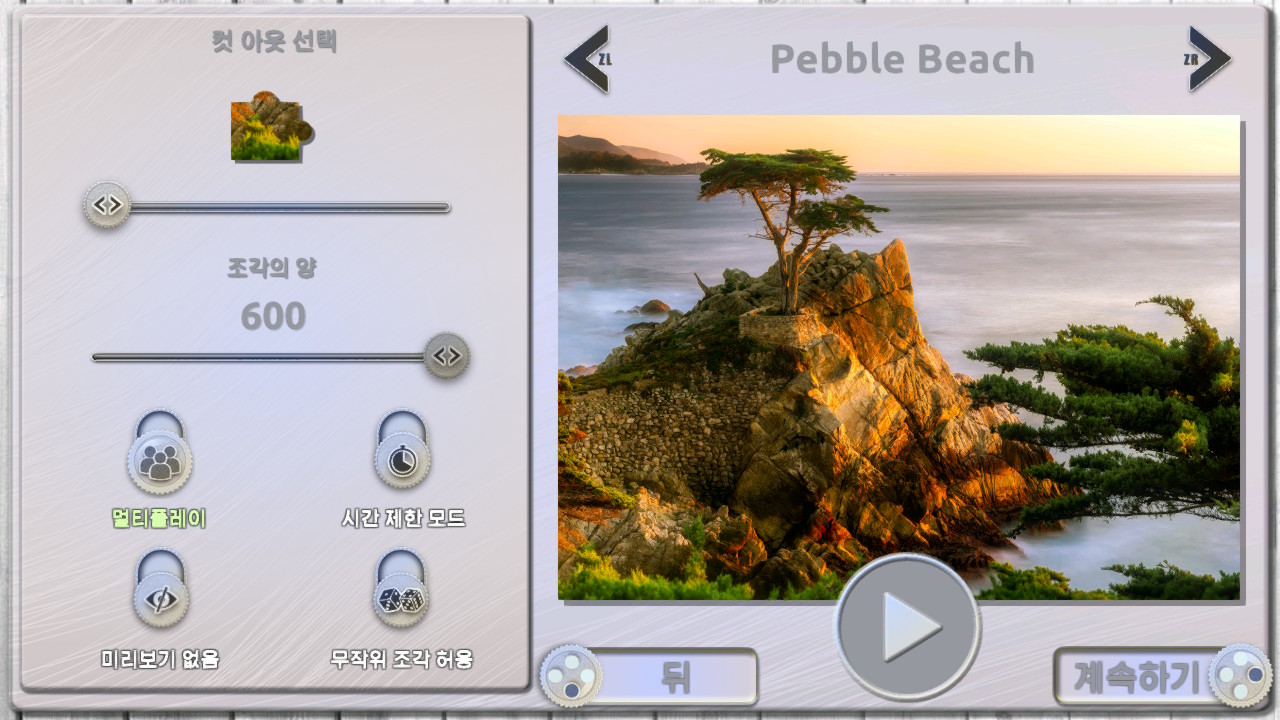 컷 아웃 선택
조각의 양
600
멀티플레이
시간 제한 모드
미리보기 없음
무작위 조각 허용
ZL
Pebble Beach
ZR
뒤
계속하기